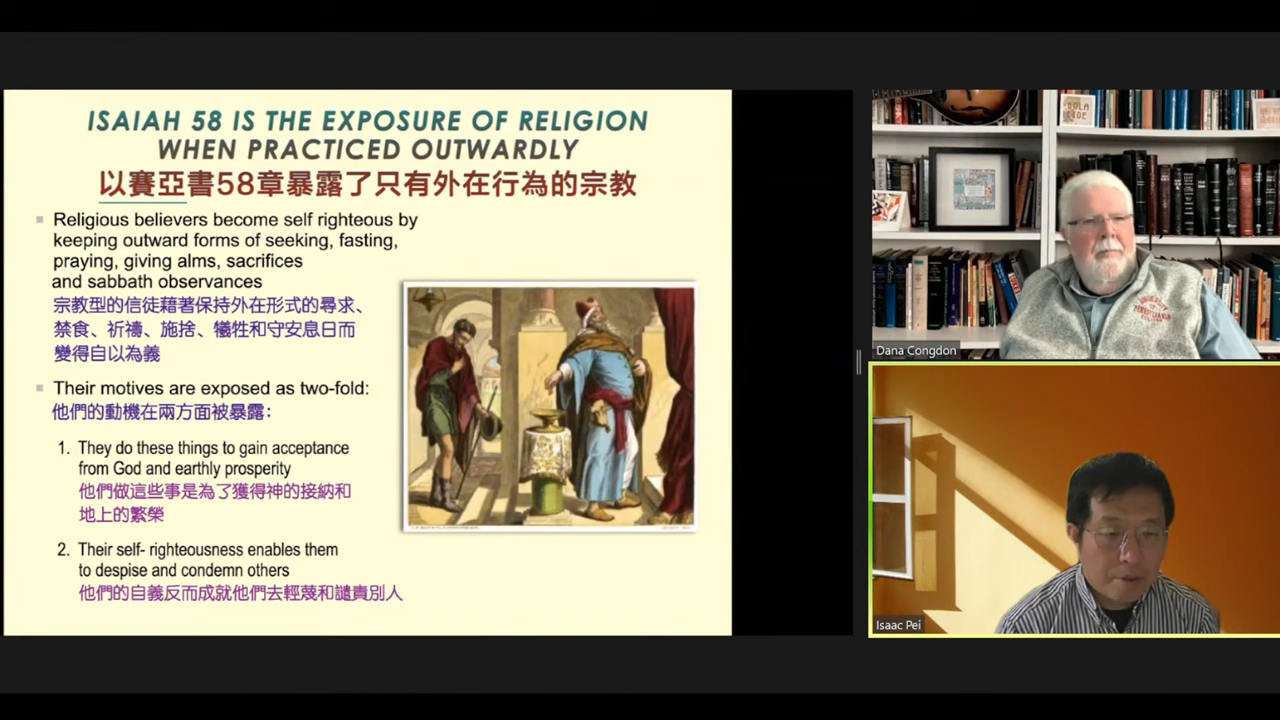 ISAIAH 58 IS THE EXPOSURE OF RELIGION
WHEN PRACTICED OUTWARDLY
以賽亞書58章暴露了只有外在行為的宗教
Religious believers become self righteous by
keeping outward forms of seeking, fasting,
praying, giving alms, sacrifices
and sabbath observances
宗教型的信徒藉著保持外在形式的尋求、
禁食、祈禱、施捨、犧牲和守安息日而
變得自以為義
Their motives are exposed as two-fold:
他們的動機在兩方面被暴露:
1. They do these things to gain acceptance
from God and earthly prosperity
他們做這些事是為了獲得神的接納和
地上的繁榮
2. Their self- righteousness enables them
to despise and condemn others
他們的自義反而成就他們去輕蔑和譴責別人
Dana Congdon
Isaac Pei